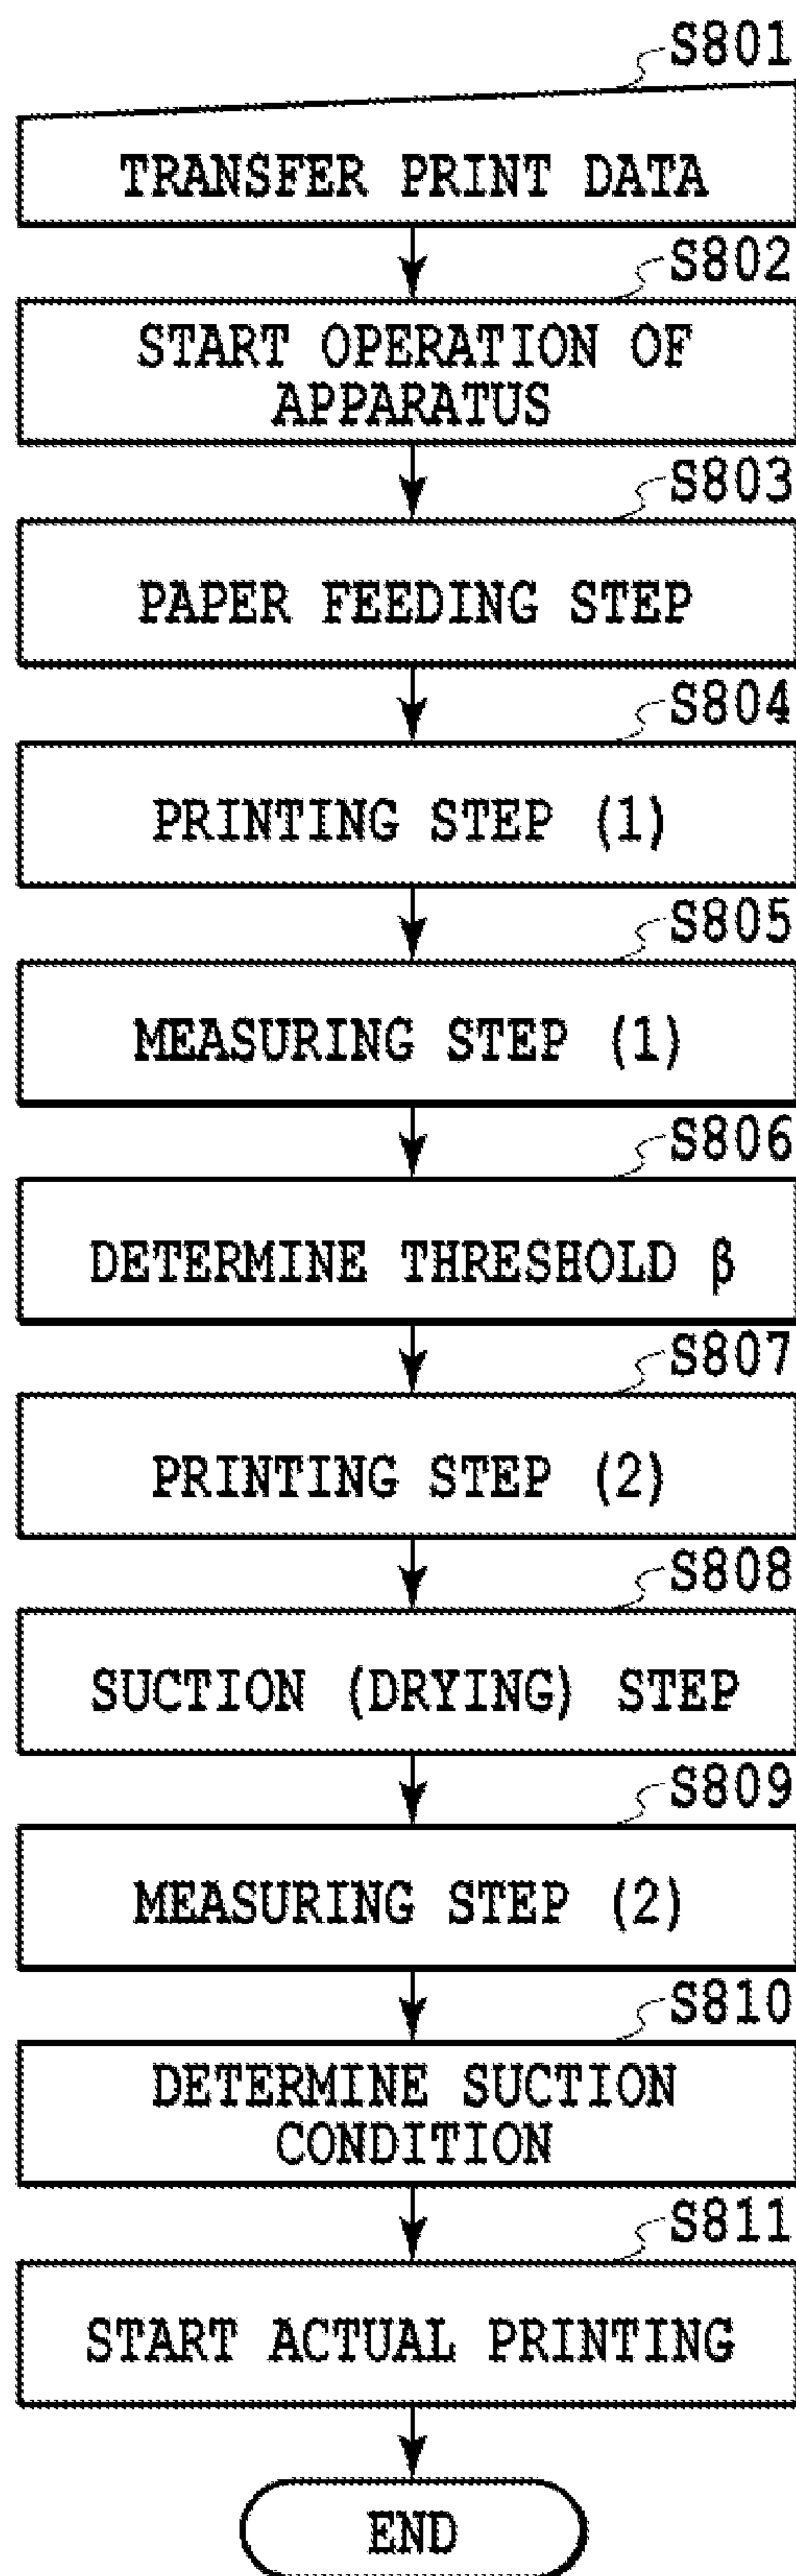 S801
TRANSFER PRINT DATA
S802
START OPERATION OF
APPARATUS
S803
PAPER FEEDING STEP
S804
PRINTING STEP (1)
S805
MEASURING STEP (1)
S806
DETERMINE THRESHOLD β
S807
PRINTING STEP (2)
S808
SUCTION (DRYING) STEP
S809
MEASURING STEP (2)
S810
DETERMINE SUCTION
CONDITION
S811
START ACTUAL PRINTING
END